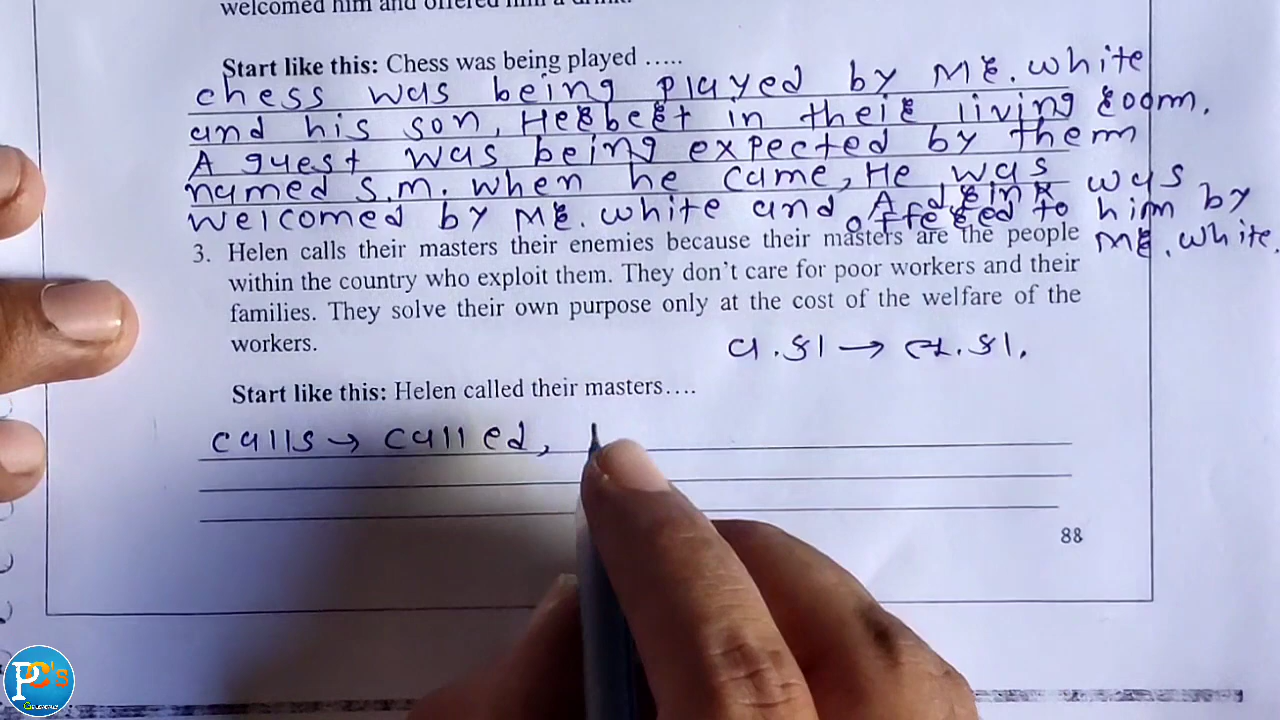 welcomed him and offered him a drink.
Start like this: Chess was being played .....
chess was being played by Mr. white
and his son, Herbert in their living room.
A guest was being expected by them
named S.M. when he came, He was
welcomed by Mr. white and A drink was
offered to him by
Mr. white.
3. Helen calls their masters their enemies because their masters are the people
within the country who exploit them. They don't care for poor workers and their
families. They solve their own purpose only at the cost of the welfare of the
workers.
વ.કા → ભૂ.કા.
Start like this: Helen called their masters....
calls → called,
88
PC's